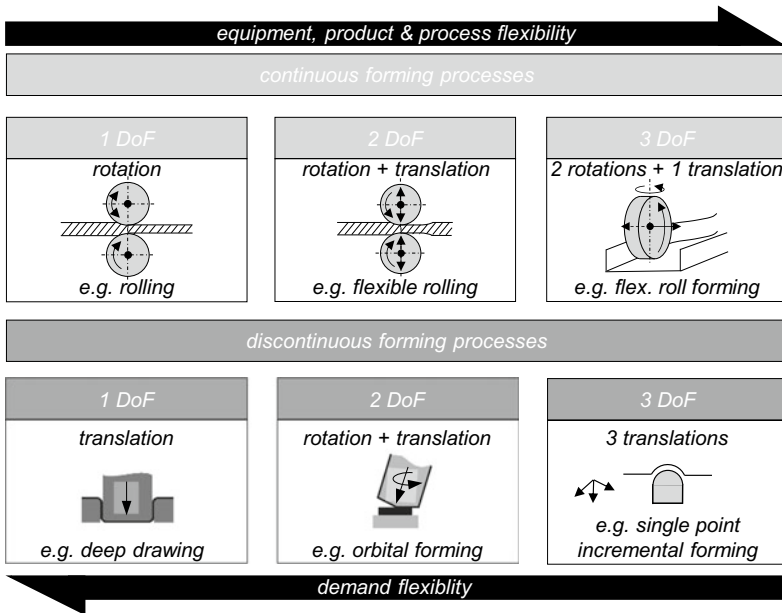 equipment, product & process flexibility
continuous forming processes
1 DoF
rotation
e.g. rolling
2 DoF
rotation + translation
e.g. flexible rolling
3 DoF
2 rotations + 1 translation
e.g. flex. roll forming
discontinuous forming processes
1 DoF
translation
e.g. deep drawing
2 DoF
rotation + translation
e.g. orbital forming
3 DoF
3 translations
e.g. single point
incremental forming
demand flexiblity